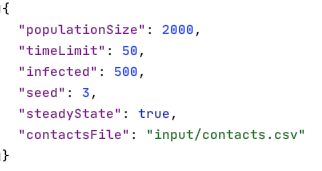 {
"populationSize": 2000,
"timeLimit": 50,
"infected": 500,
"seed": 3,
"steadyState": true,
"contactsFile": "input/contacts.csv"
}